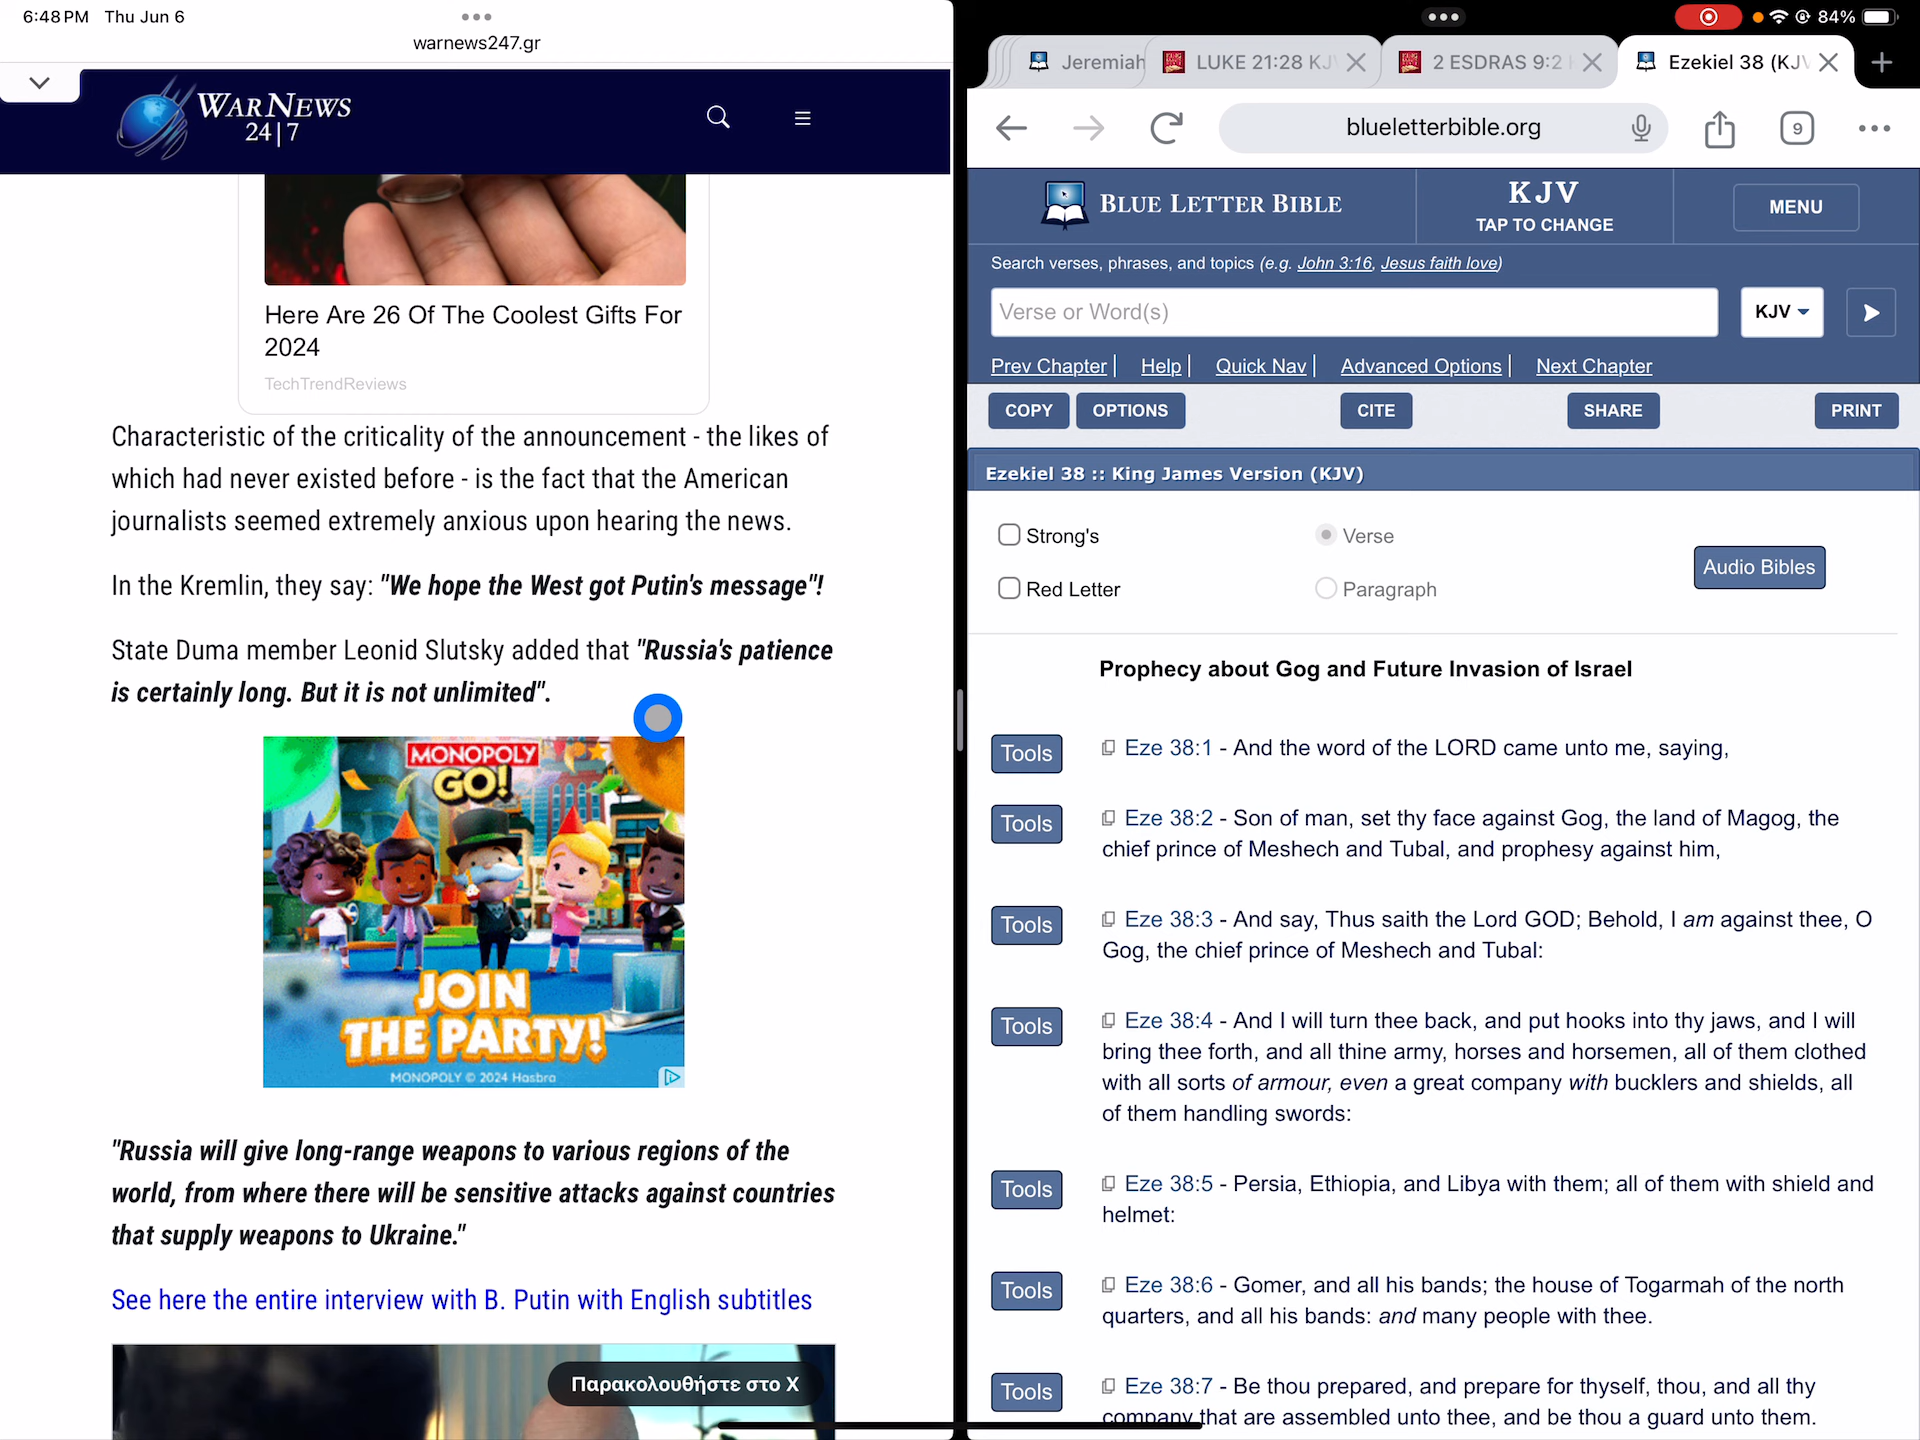 6:48 PM Thu Jun 6
warnews247.gr
WARNEWS
24|7
Here Are 26 Of The Coolest Gifts For
2024
TechTrendReviews
Characteristic of the criticality of the announcement - the likes of
which had never existed before - is the fact that the American
journalists seemed extremely anxious upon hearing the news.
In the Kremlin, they say: "We hope the West got Putin's message"!
State Duma member Leonid Slutsky added that "Russia's patience
is certainly long. But it is not unlimited".
MONOPOLY
GO!
JOIN
THE PARTY!
MONOPOLY © 2024 Hasbro
"Russia will give long-range weapons to various regions of the
world, from where there will be sensitive attacks against countries
that supply weapons to Ukraine."
See here the entire interview with B. Putin with English subtitles
Παρακολουθήστε στο X
84%
Jeremiah
LUKE 21:28 KJV
2 ESDRAS 9:2
Ezekiel 38 (KJV
blueletterbible.org
9
BLUE LETTER BIBLE
KJV
TAP TO CHANGE
MENU
Search verses, phrases, and topics (e.g. John 3:16, Jesus faith love)
Verse or Word(s)
KJV
Prev Chapter | Help | Quick Nav | Advanced Options | Next Chapter
COPY OPTIONS CITE SHARE PRINT
Ezekiel 38 :: King James Version (KJV)
Strong's Verse
Audio Bibles
Red Letter Paragraph
Prophecy about Gog and Future Invasion of Israel
Tools Eze 38:1 - And the word of the LORD came unto me, saying,
Tools Eze 38:2 - Son of man, set thy face against Gog, the land of Magog, the
chief prince of Meshech and Tubal, and prophesy against him,
Tools Eze 38:3 - And say, Thus saith the Lord GOD; Behold, I am against thee, O
Gog, the chief prince of Meshech and Tubal:
Tools Eze 38:4 - And I will turn thee back, and put hooks into thy jaws, and I will
bring thee forth, and all thine army, horses and horsemen, all of them clothed
with all sorts of armour, even a great company with bucklers and shields, all
of them handling swords:
Tools Eze 38:5 - Persia, Ethiopia, and Libya with them; all of them with shield and
helmet:
Tools Eze 38:6 - Gomer, and all his bands; the house of Togarmah of the north
quarters, and all his bands: and many people with thee.
Tools Eze 38:7 - Be thou prepared, and prepare for thyself, thou, and all thy
company that are assembled unto thee, and be thou a guard unto them.